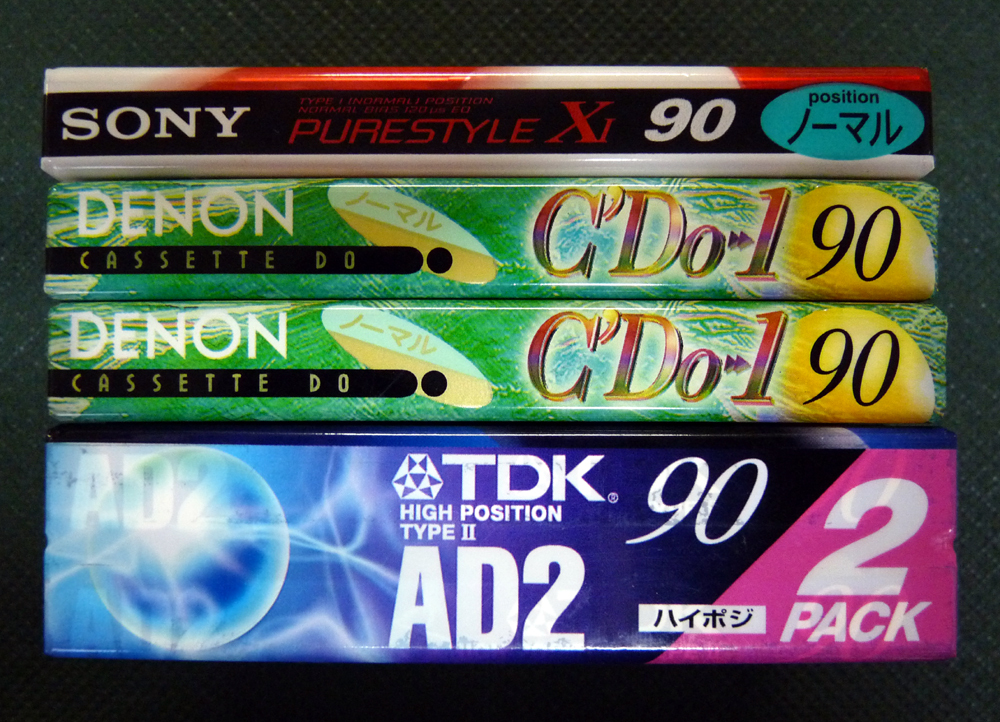 SONY
TYPE I (NORMAL) POSITION
NORMAL BIAS 120 µs EQ.
PURESTYLE X I 90
position
ノーマル
DENON
ノーマル
CASSETTE DO
C'Do-1 90
DENON
ノーマル
CASSETTE DO
C'Do-1 90
AD2
TDK®
HIGH POSITION
TYPE II
AD2
90
ハイポジ
2
PACK